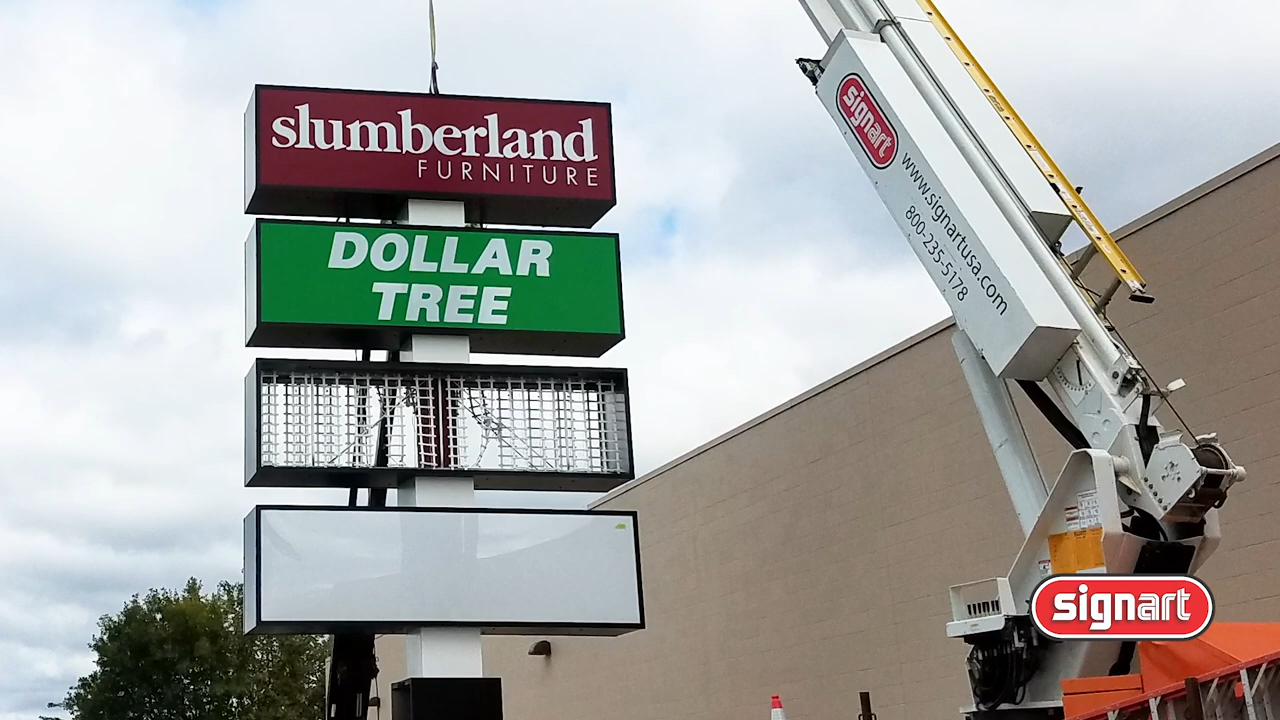 slumberland
FURNITURE
DOLLAR
TREE
signart
www.signartusa.com
800-235-5178
signart